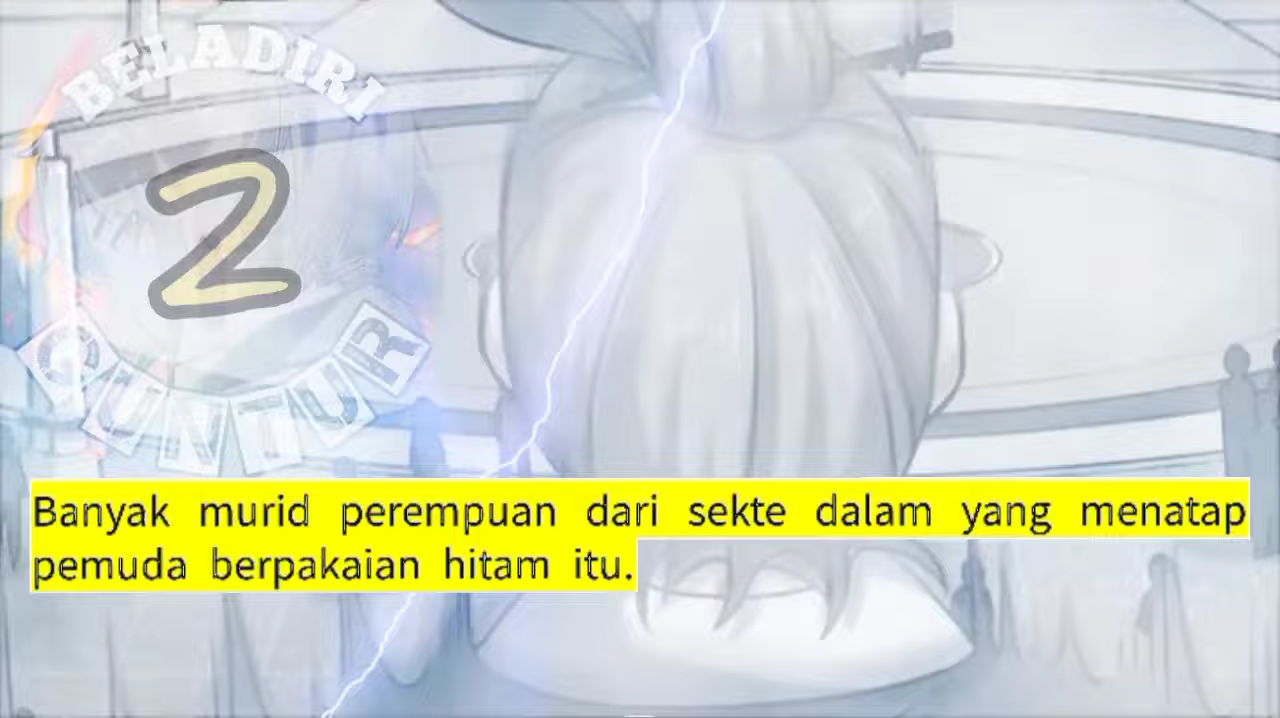 BELADIRI
2
GUNTUR
Banyak murid perempuan dari sekte dalam yang menatap
pemuda berpakaian hitam itu.